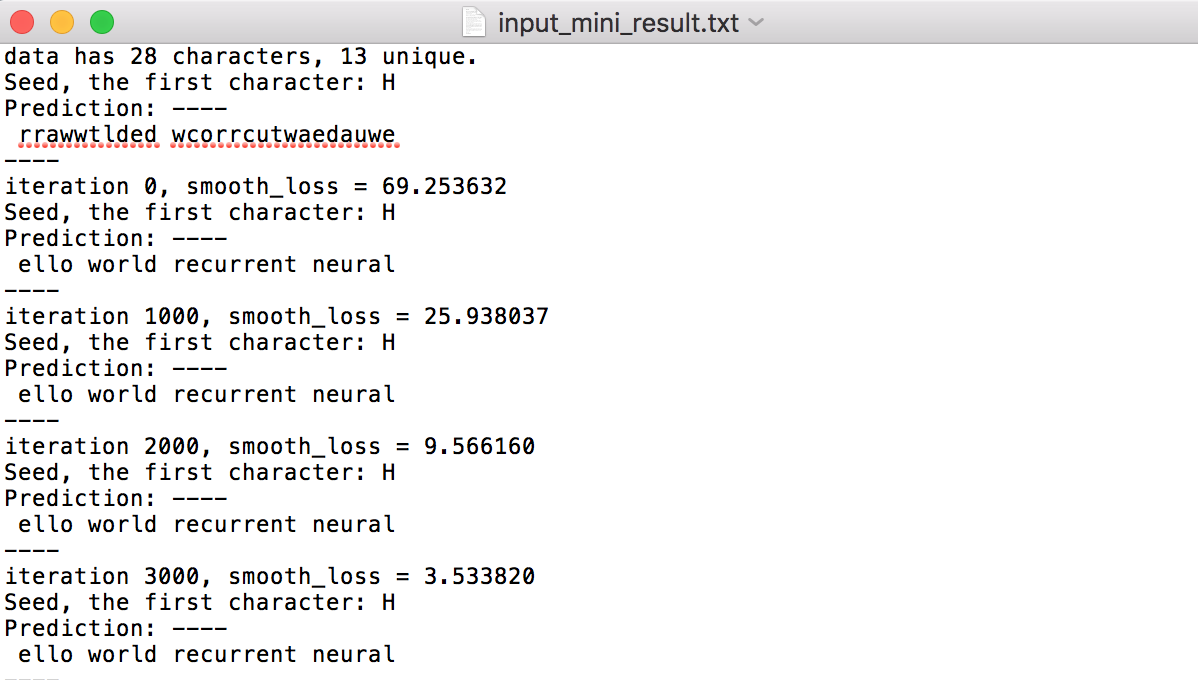 input_mini_result.txt
data has 28 characters, 13 unique.
Seed, the first character: H
Prediction: ----
 rrawwtlded wcorrcutwaedauwe
----
iteration 0, smooth_loss = 69.253632
Seed, the first character: H
Prediction: ----
 ello world recurrent neural
----
iteration 1000, smooth_loss = 25.938037
Seed, the first character: H
Prediction: ----
 ello world recurrent neural
----
iteration 2000, smooth_loss = 9.566160
Seed, the first character: H
Prediction: ----
 ello world recurrent neural
----
iteration 3000, smooth_loss = 3.533820
Seed, the first character: H
Prediction: ----
 ello world recurrent neural
----